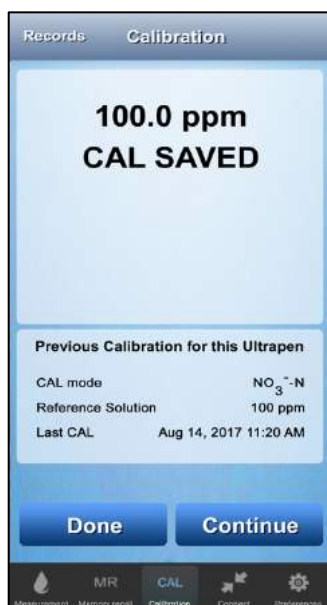 Records Calibration
100.0 ppm
CAL SAVED
Previous Calibration for this Ultrapen
CAL mode NO₃⁻-N
Reference Solution 100 ppm
Last CAL Aug 14, 2017 11:20 AM
Done Continue
MR CAL
Measurement Memory recall Calibration Connect Preferences